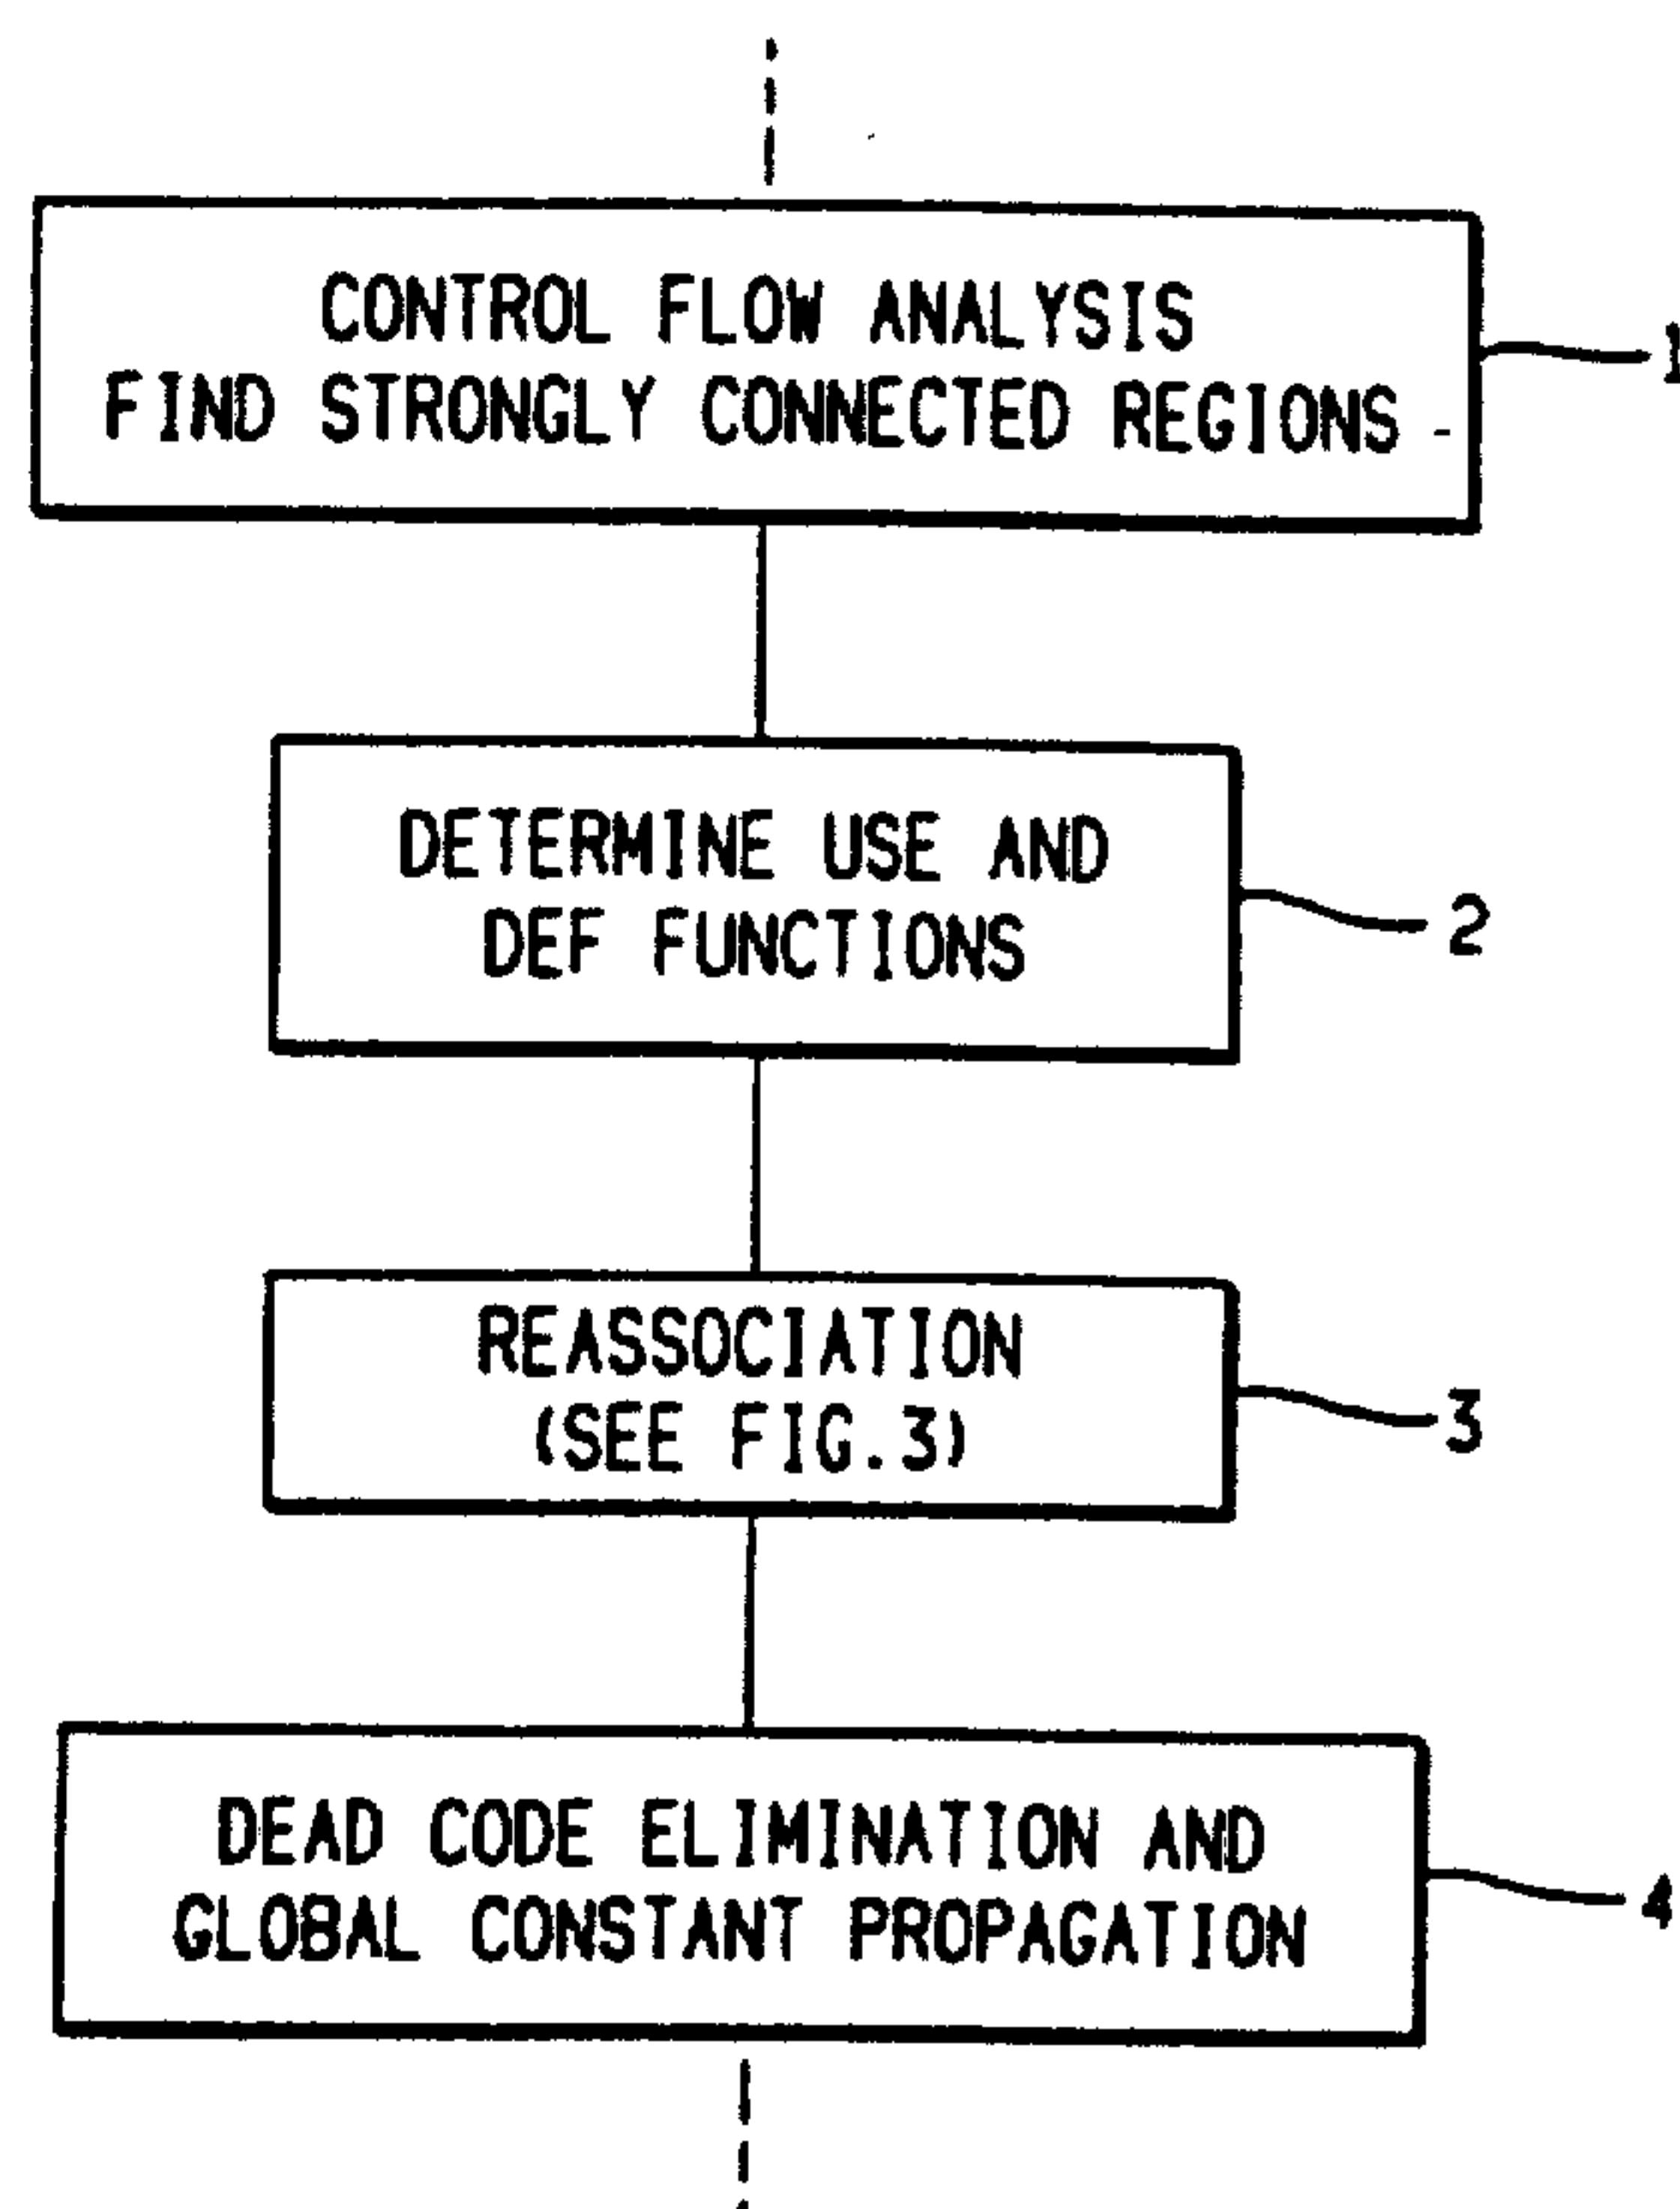 CONTROL FLOW ANALYSIS
FIND STRONGLY CONNECTED REGIONS
1
DETERMINE USE AND
DEF FUNCTIONS
2
REASSOCIATION
(SEE FIG.3)
3
DEAD CODE ELIMINATION AND
GLOBAL CONSTANT PROPAGATION
4